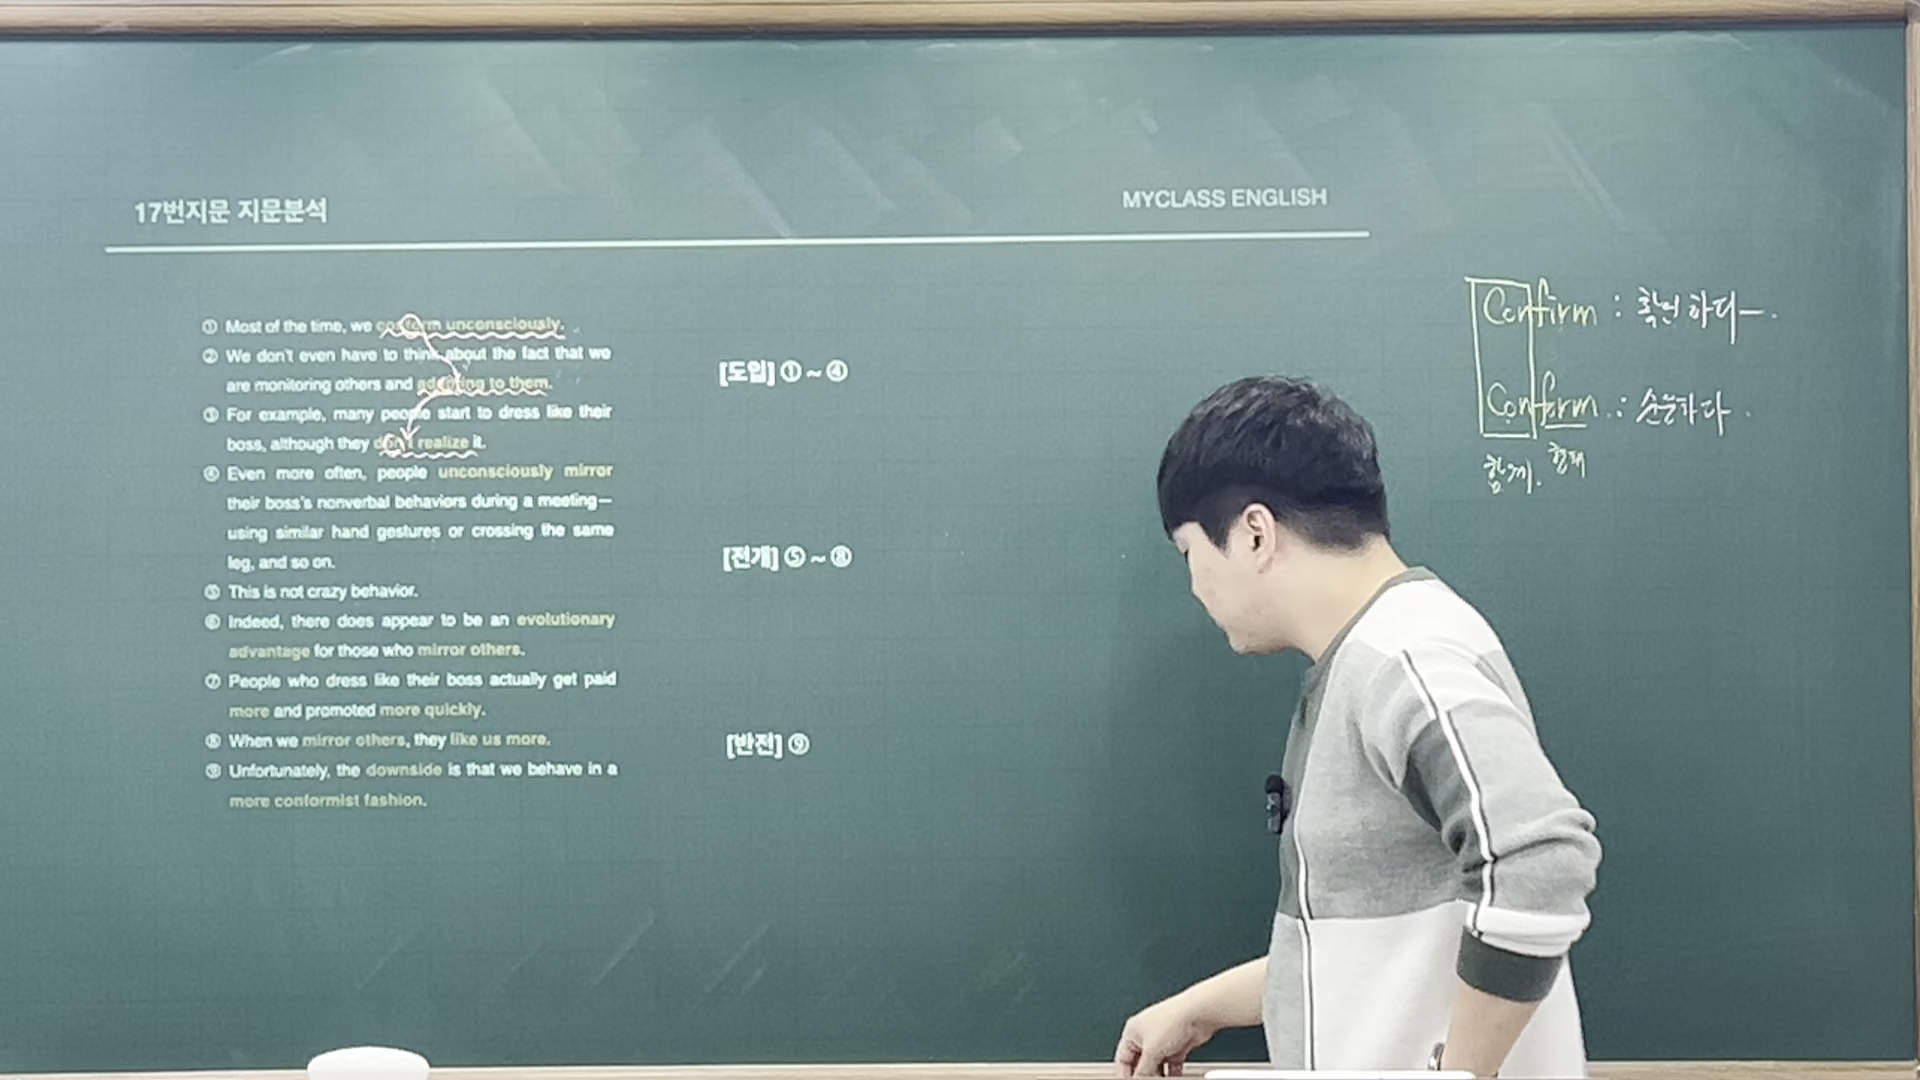 17번지문 지문분석
MYCLASS ENGLISH
① Most of the time, we conform unconsciously.
② We don't even have to think about the fact that we
are monitoring others and adapting to them.
③ For example, many people start to dress like their
boss, although they don't realize it.
④ Even more often, people unconsciously mirror
their boss's nonverbal behaviors during a meeting—
using similar hand gestures or crossing the same
leg, and so on.
⑤ This is not crazy behavior.
⑥ Indeed, there does appear to be an evolutionary
advantage for those who mirror others.
⑦ People who dress like their boss actually get paid
more and promoted more quickly.
⑧ When we mirror others, they like us more.
⑨ Unfortunately, the downside is that we behave in a
more conformist fashion.
[도입] ① ~ ④
[전개] ⑤ ~ ⑧
[반전] ⑨
Confirm : 확인하다.
Conform : 순순하다.
함께. 형태